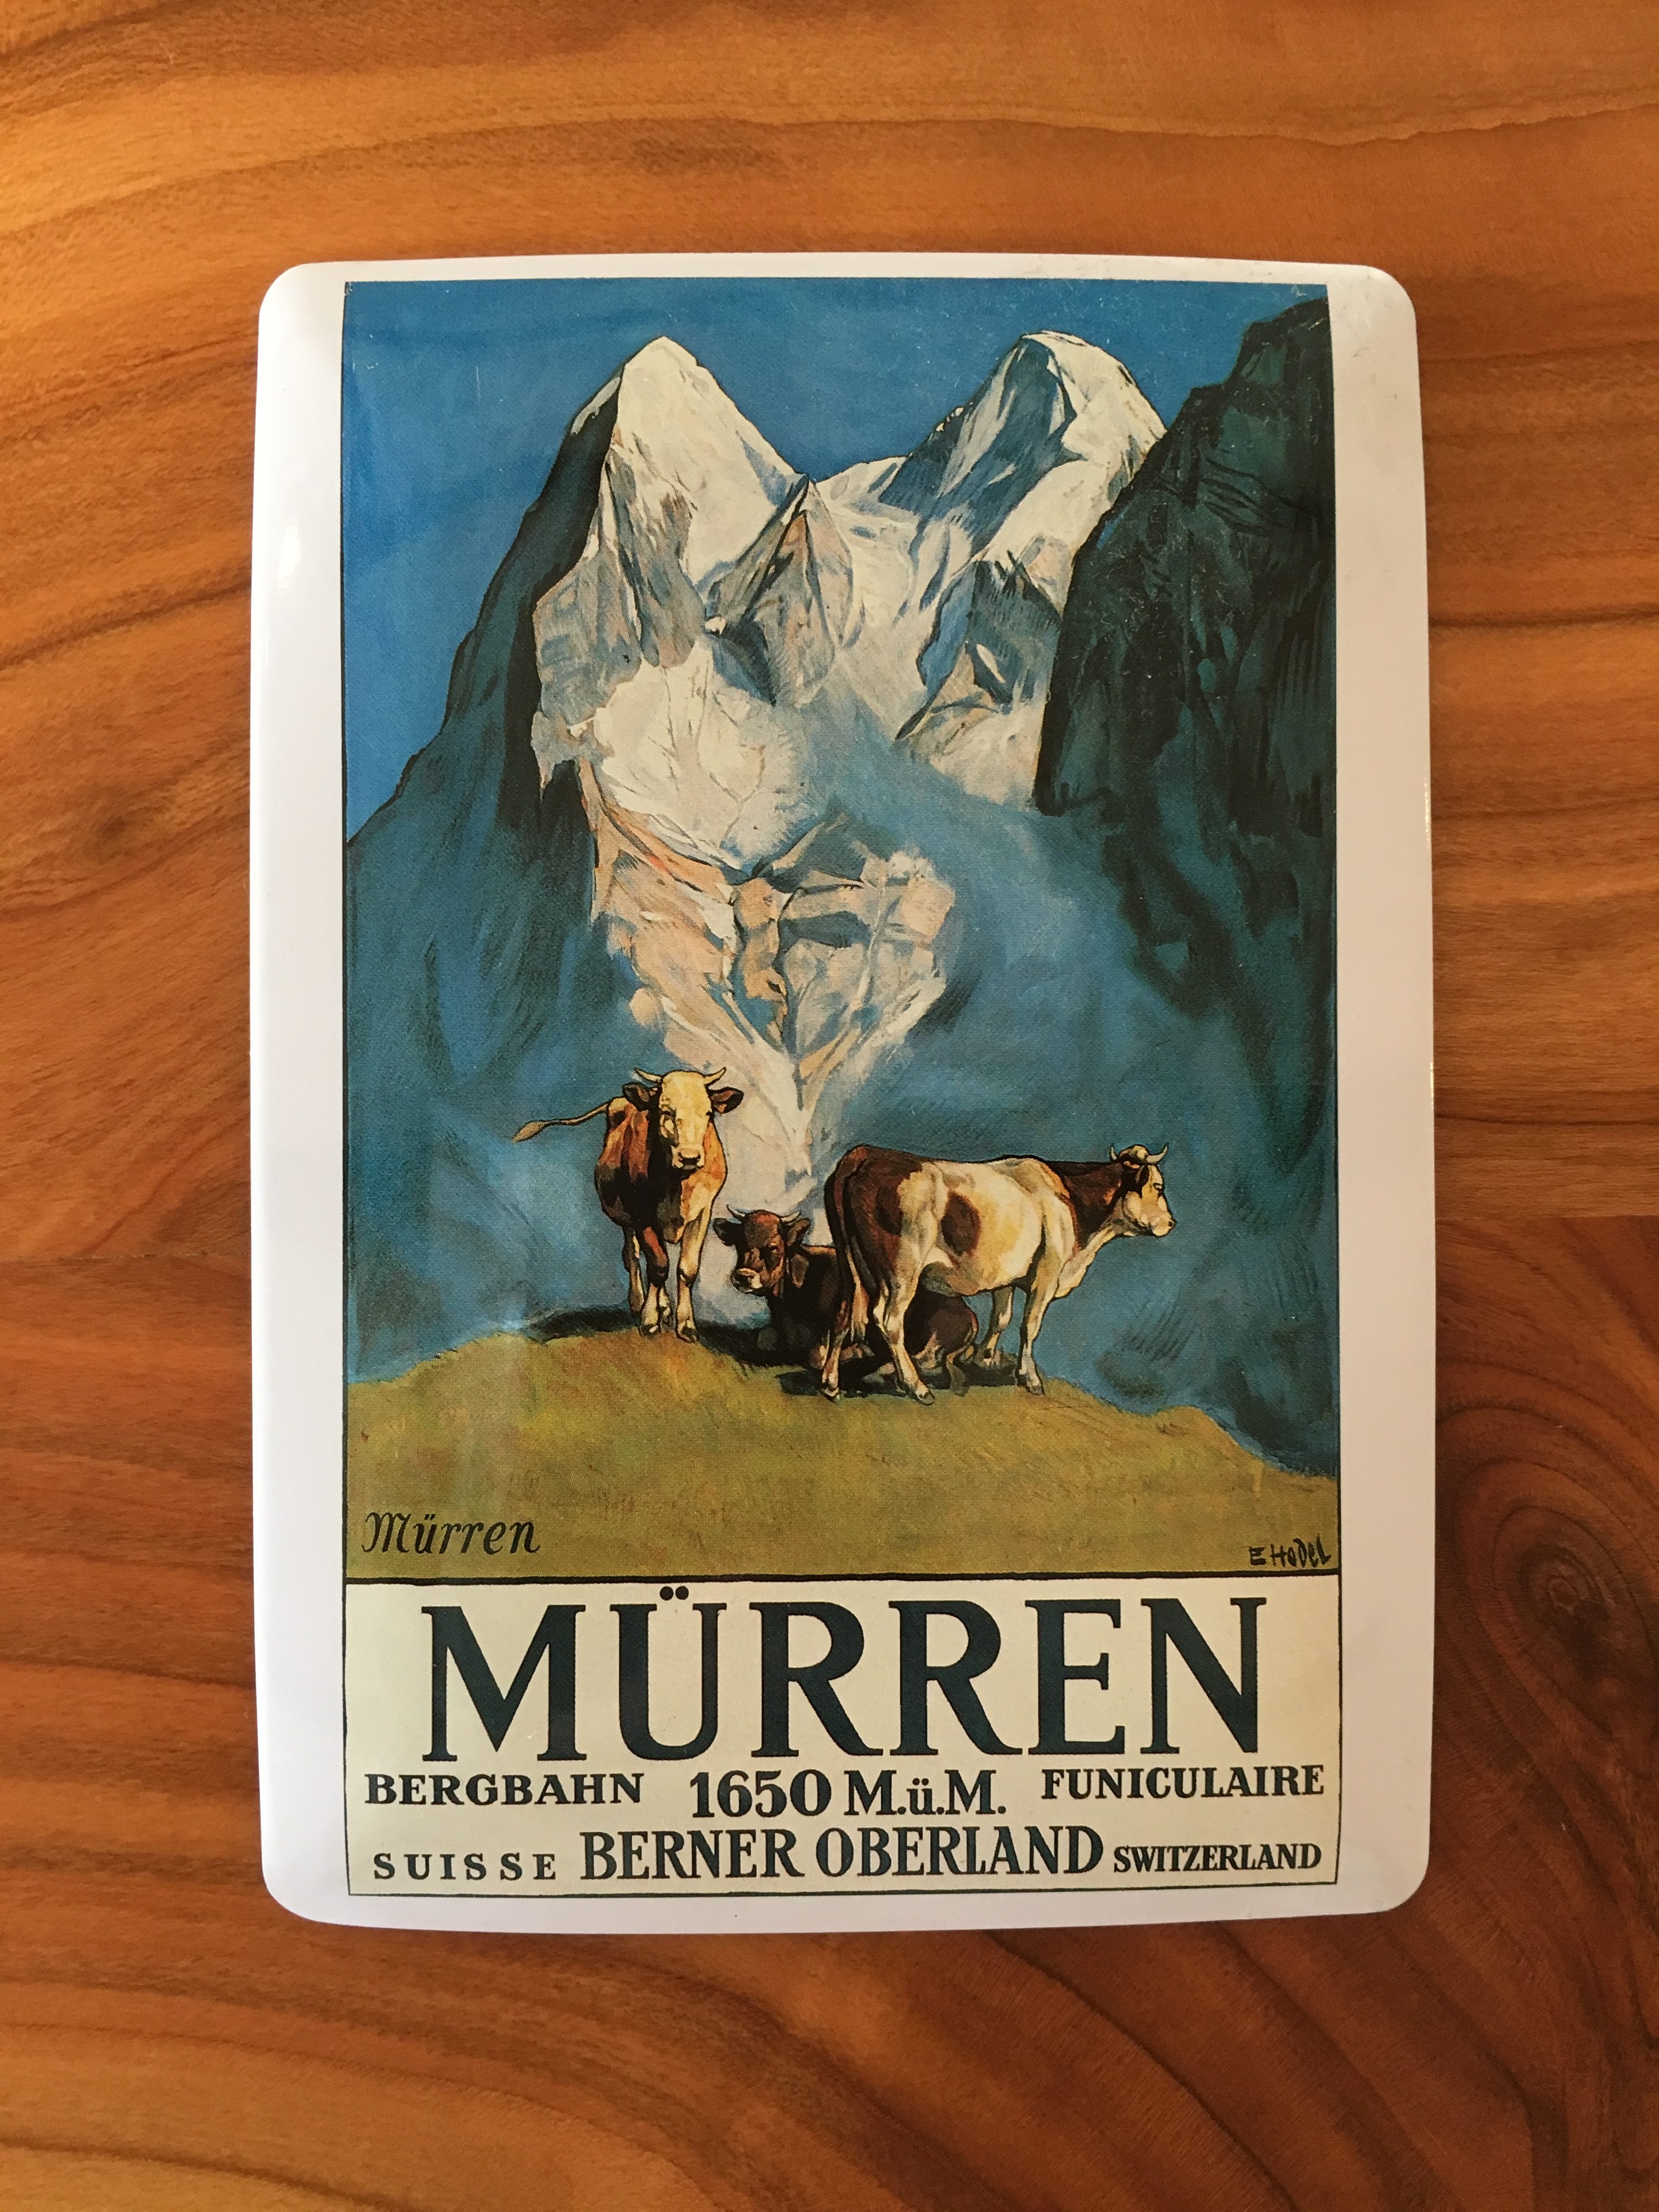 Mürren
E HodeL
MÜRREN
BERGBAHN 1650 M.ü.M. FUNICULAIRE
SUISSE BERNER OBERLAND SWITZERLAND